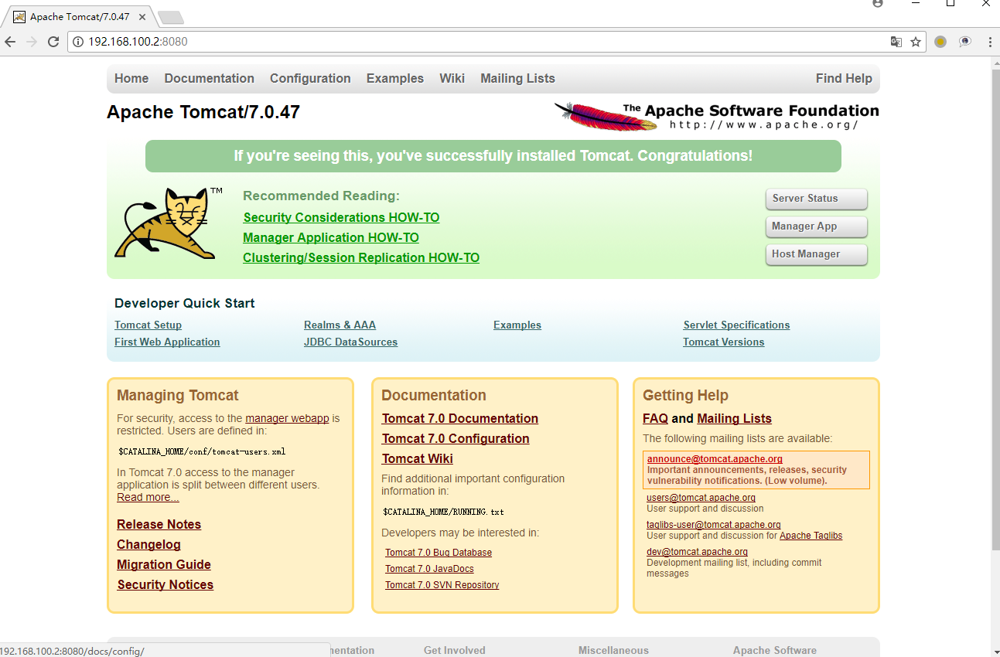 Apache Tomcat/7.0.47
192.168.100.2:8080
Home Documentation Configuration Examples Wiki Mailing Lists Find Help
Apache Tomcat/7.0.47
The Apache Software Foundation
http://www.apache.org/
If you're seeing this, you've successfully installed Tomcat. Congratulations!
TM
Recommended Reading:
Security Considerations HOW-TO
Manager Application HOW-TO
Clustering/Session Replication HOW-TO
Server Status
Manager App
Host Manager
Developer Quick Start
Tomcat Setup
First Web Application
Realms & AAA
JDBC DataSources
Examples
Servlet Specifications
Tomcat Versions
Managing Tomcat
For security, access to the manager webapp is
restricted. Users are defined in:
$CATALINA_HOME/conf/tomcat-users.xml
In Tomcat 7.0 access to the manager
application is split between different users.
Read more...
Release Notes
Changelog
Migration Guide
Security Notices
Documentation
Tomcat 7.0 Documentation
Tomcat 7.0 Configuration
Tomcat Wiki
Find additional important configuration
information in:
$CATALINA_HOME/RUNNING.txt
Developers may be interested in:
Tomcat 7.0 Bug Database
Tomcat 7.0 JavaDocs
Tomcat 7.0 SVN Repository
Getting Help
FAQ and Mailing Lists
The following mailing lists are available:
announce@tomcat.apache.org
Important announcements, releases, security
vulnerability notifications. (Low volume).
users@tomcat.apache.org
User support and discussion
taglibs-user@tomcat.apache.org
User support and discussion for Apache Taglibs
dev@tomcat.apache.org
Development mailing list, including commit
messages
192.168.100.2:8080/docs/config/
mentation Get Involved Miscellaneous Apache Software